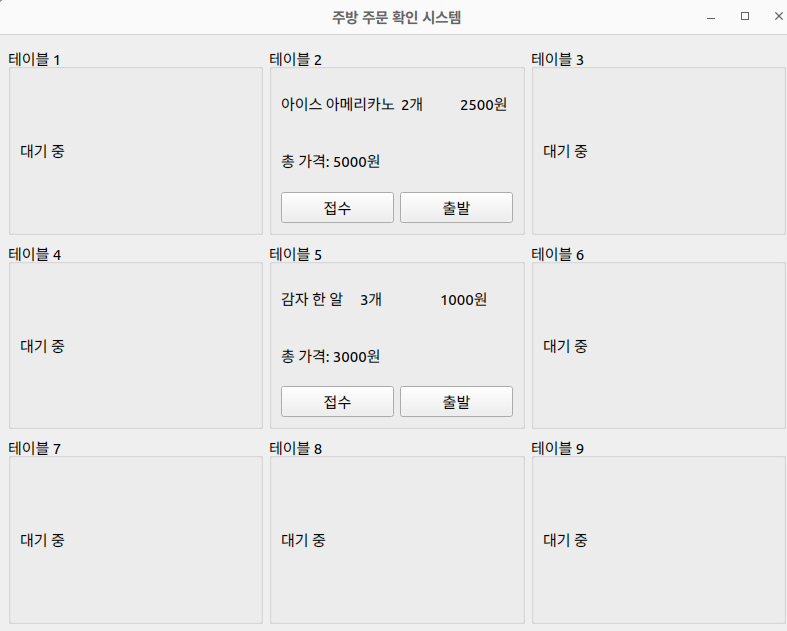 주방 주문 확인 시스템
테이블 1
대기 중
테이블 2
아이스 아메리카노 2개 2500원
총 가격: 5000원
접수 출발
테이블 3
대기 중
테이블 4
대기 중
테이블 5
감자 한 알 3개 1000원
총 가격: 3000원
접수 출발
테이블 6
대기 중
테이블 7
대기 중
테이블 8
대기 중
테이블 9
대기 중